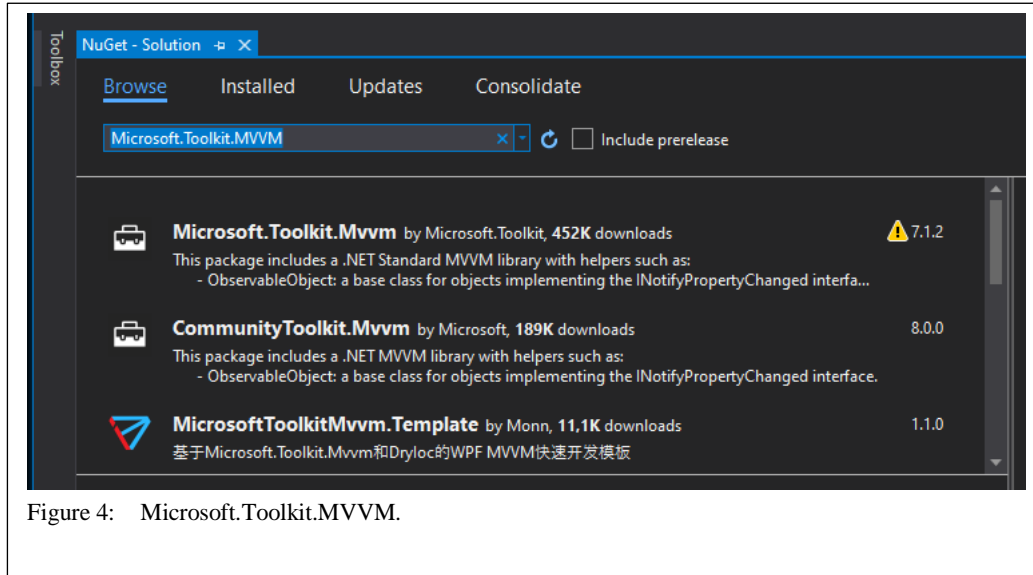 Toolbox
NuGet - Solution
Browse Installed Updates Consolidate
Microsoft.Toolkit.MVVM
Include prerelease
Microsoft.Toolkit.Mvvm by Microsoft.Toolkit, 452K downloads 7.1.2
This package includes a .NET Standard MVVM library with helpers such as:
- ObservableObject: a base class for objects implementing the INotifyPropertyChanged interfa...
CommunityToolkit.Mvvm by Microsoft, 189K downloads 8.0.0
This package includes a .NET MVVM library with helpers such as:
- ObservableObject: a base class for objects implementing the INotifyPropertyChanged interface.
MicrosoftToolkitMvvm.Template by Monn, 11,1K downloads 1.1.0
基于Microsoft.Toolkit.Mvvm和Dryloc的WPF MVVM快速开发模板
Figure 4: Microsoft.Toolkit.MVVM.